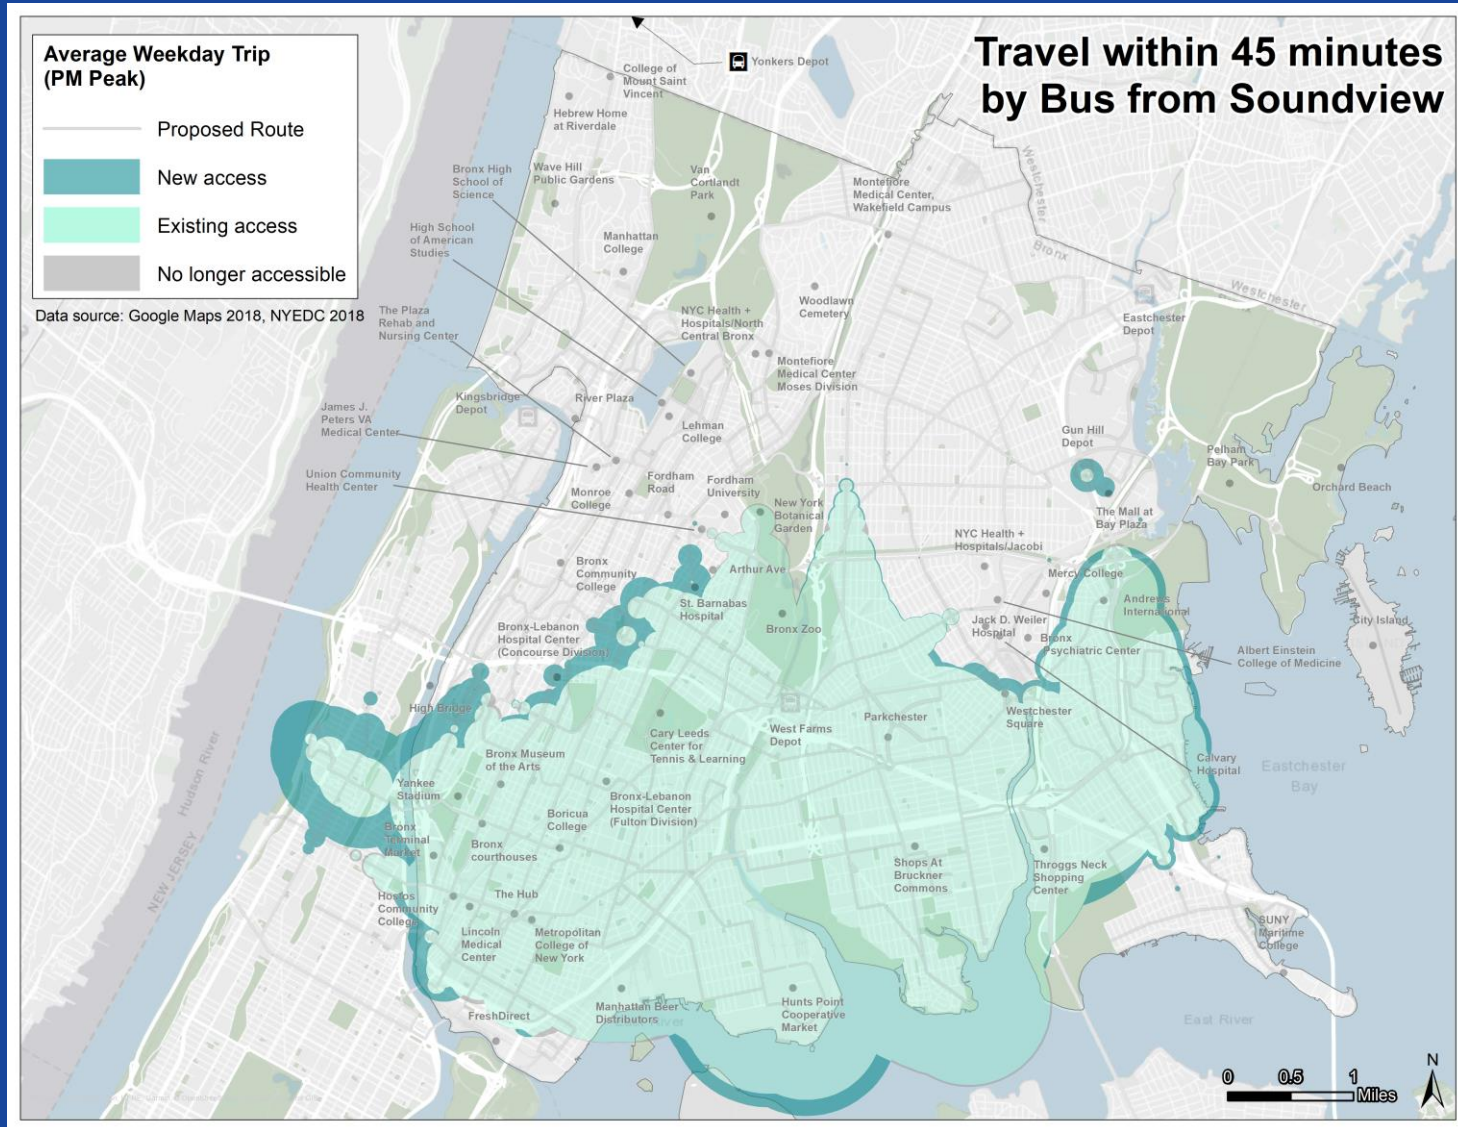 Travel within 45 minutes
by Bus from Soundview
Average Weekday Trip
(PM Peak)
Proposed Route
New access
Existing access
No longer accessible
Data source: Google Maps 2018, NYEDC 2018
Yonkers Depot
College of
Mount Saint
Vincent
Hebrew Home
at Riverdale
Bronx High
School of
Science
Wave Hill
Public Gardens
Van
Cortlandt
Park
Montefiore
Medical Center,
Wakefield Campus
Westchester
Bronx
Westchester
High School
of American
Studies
Manhattan
College
Woodlawn
Cemetery
Eastchester
Depot
The Plaza
Rehab and
Nursing Center
NYC Health +
Hospitals/North
Central Bronx
Montefiore
Medical Center
Moses Division
Kingsbridge
Depot
River Plaza
James J.
Peters VA
Medical Center
Lehman
College
Gun Hill
Depot
Pelham
Bay Park
Orchard Beach
Union Community
Health Center
Monroe
College
Fordham
Road
Fordham
University
New York
Botanical
Garden
The Mall at
Bay Plaza
NYC Health +
Hospitals/Jacobi
Bronx
Community
College
Arthur Ave
Mercy College
St. Barnabas
Hospital
Bronx Zoo
Andrews
International
Jack D. Weiler
Hospital
Bronx
Psychiatric Center
City Island
Bronx-Lebanon
Hospital Center
(Concourse Division)
Albert Einstein
College of Medicine
High Bridge
Cary Leeds
Center for
Tennis & Learning
West Farms
Depot
Parkchester
Westchester
Square
Bronx Museum
of the Arts
Calvary
Hospital
Eastchester
Bay
Hudson River
NEW JERSEY
Yankee
Stadium
Bronx-Lebanon
Hospital Center
(Fulton Division)
Boricua
College
Bronx
Terminal
Market
Bronx
courthouses
Shops At
Bruckner
Commons
Throggs Neck
Shopping
Center
Hostos
Community
College
The Hub
Lincoln
Medical
Center
Metropolitan
College of
New York
SUNY
Maritime
College
FreshDirect
Manhattan Beer
Distributors
Hunts Point
Cooperative
Market
East River
0 0.5 1
Miles
N